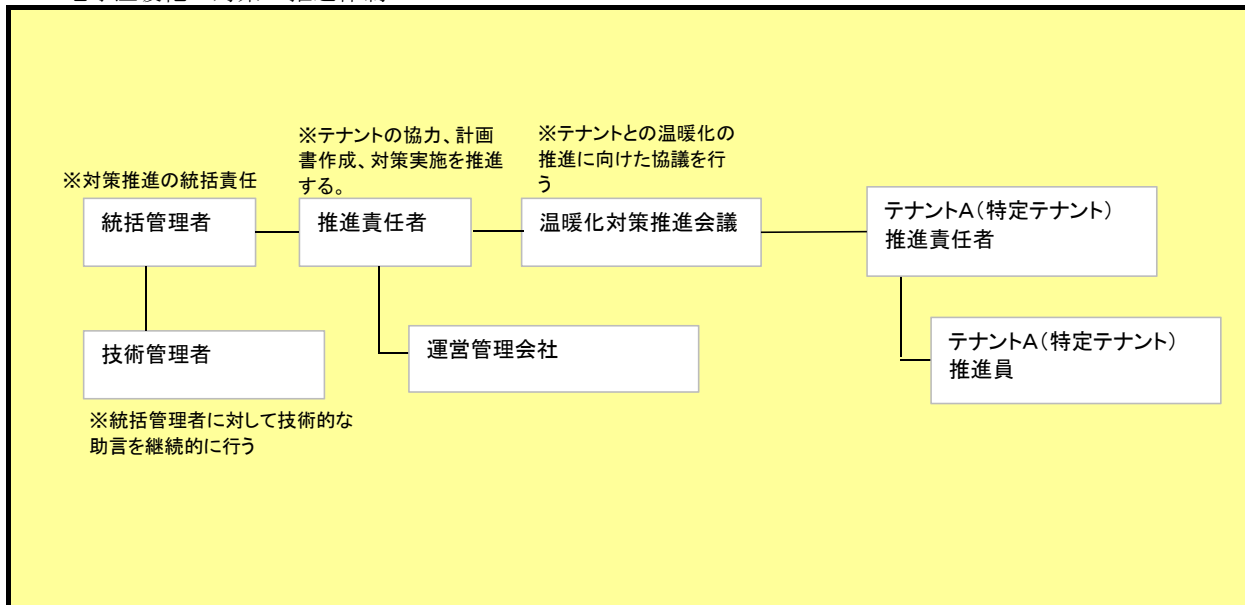 ※テナントの協力、計画
書作成、対策実施を推進
する。
※テナントとの温暖化の
推進に向けた協議を行
う
※対策推進の統括責任
統括管理者
推進責任者
温暖化対策推進会議
テナントA(特定テナント)
推進責任者
技術管理者
運営管理会社
テナントA(特定テナント)
推進員
※統括管理者に対して技術的な
助言を継続的に行う